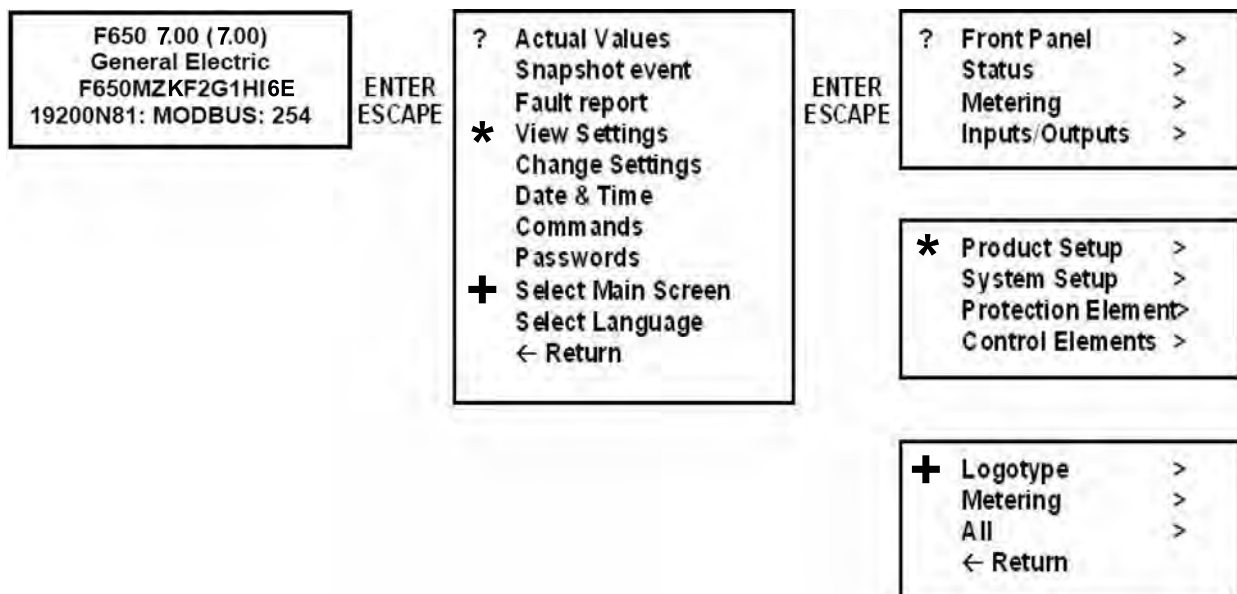 F650 7.00 (7.00)
General Electric
F650MZKF2G1HI6E
19200N81: MODBUS: 254
ENTER
ESCAPE
? Actual Values
Snapshot event
Fault report
* View Settings
Change Settings
Date & Time
Commands
Passwords
+ Select Main Screen
Select Language
← Return
ENTER
ESCAPE
? Front Panel >
Status >
Metering >
Inputs/Outputs >
* Product Setup >
System Setup >
Protection Element>
Control Elements >
+ Logotype >
Metering >
All >
← Return